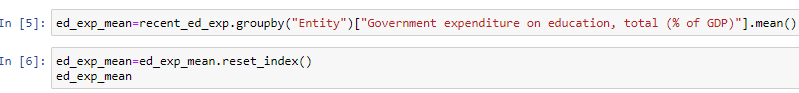 In [5]: ed_exp_mean=recent_ed_exp.groupby("Entity")["Government expenditure on education, total (% of GDP)"].mean()
In [6]: ed_exp_mean=ed_exp_mean.reset_index()
ed_exp_mean